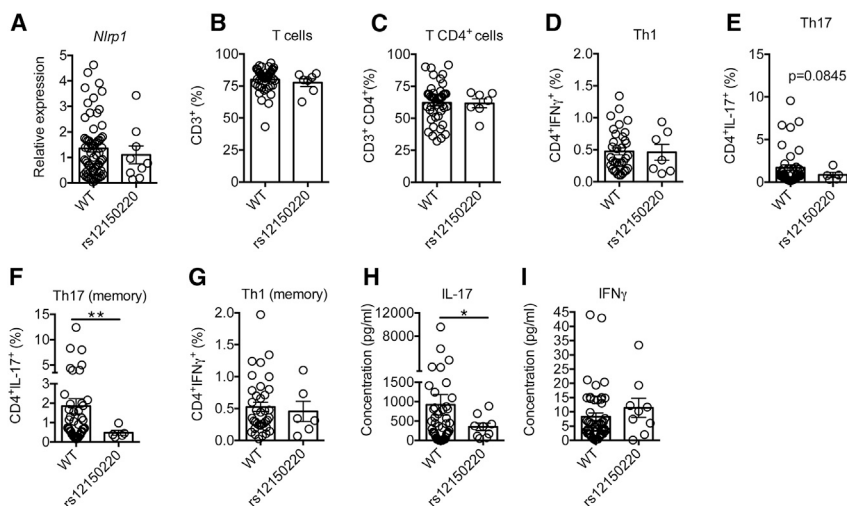 A
Nlrp1
Relative expression
5
4
3
2
1
0
WT
rs12150220
B
T cells
CD3⁺ (%)
100
75
50
25
0
WT
rs12150220
C
T CD4⁺ cells
CD3⁺ CD4⁺(%)
100
75
50
25
0
WT
rs12150220
D
Th1
CD4⁺IFNγ⁺ (%)
2.0
1.5
1.0
0.5
0.0
WT
rs12150220
E
Th17
p=0.0845
CD4⁺IL-17⁺ (%)
15
10
5
0
WT
rs12150220
F
Th17 (memory)
**
CD4⁺IL-17⁺ (%)
15
10
5
3
2
1
0
WT
rs12150220
G
Th1 (memory)
CD4⁺IFNγ⁺ (%)
2.0
1.5
1.0
0.5
0.0
WT
rs12150220
H
IL-17
*
Concentration (pg/ml)
12000
8000
1500
1000
500
0
WT
rs12150220
I
IFNγ
Concentration (pg/ml)
45
40
35
30
25
20
15
10
5
0
WT
rs12150220